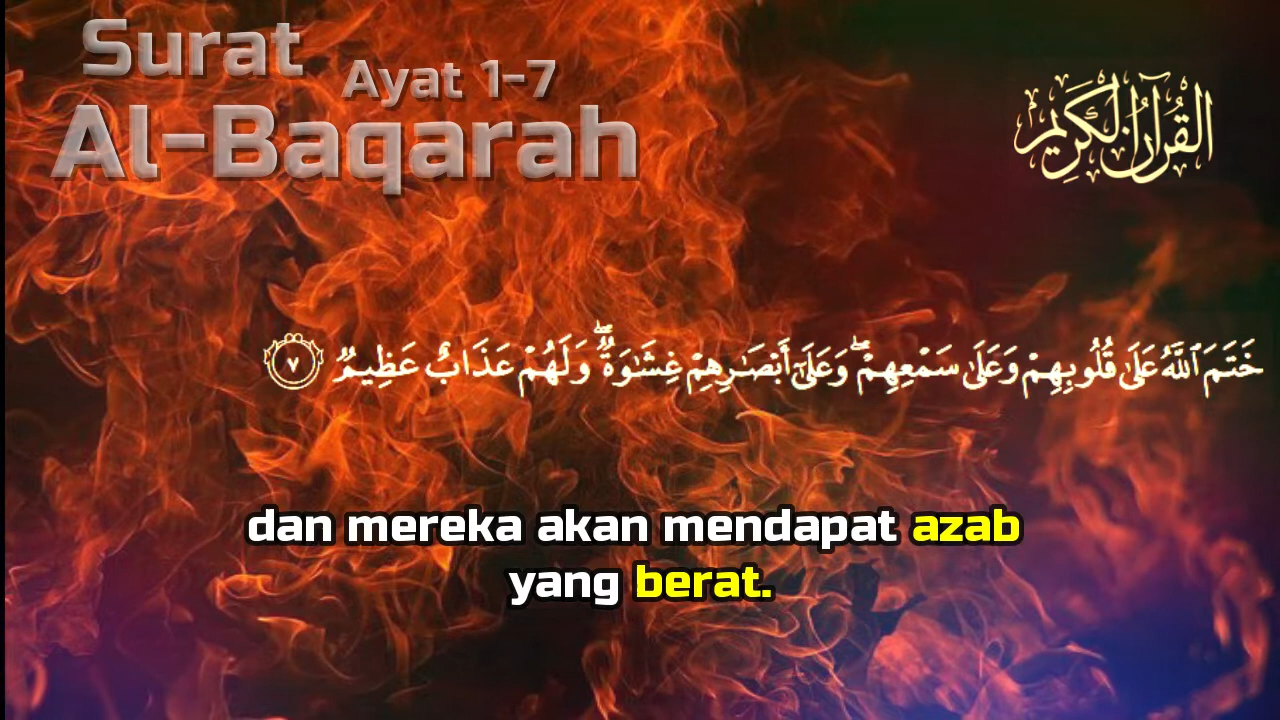 Surat
Ayat 1-7
Al-Baqarah
القرآن الكريم
خَتَمَ ٱللَّهُ عَلَىٰ قُلُوبِهِمْ وَعَلَىٰ سَمْعِهِمْ ۖ وَعَلَىٰٓ أَبْصَـٰرِهِمْ غِشَـٰوَةٌ ۖ وَلَهُمْ عَذَابٌ عَظِيمٌ ٧
dan mereka akan mendapat azab
yang berat.